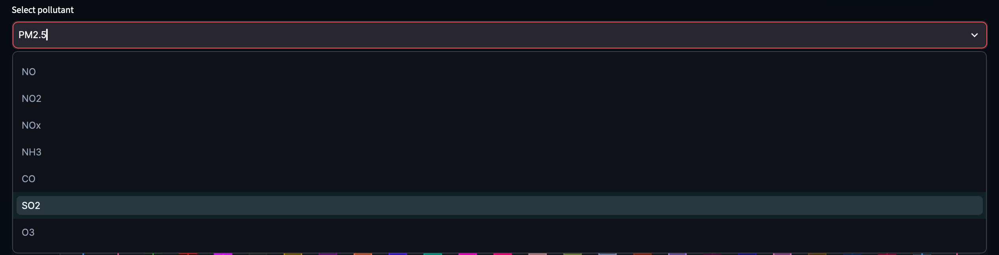 Select pollutant
PM2.5
NO
NO2
NOx
NH3
CO
SO2
O3